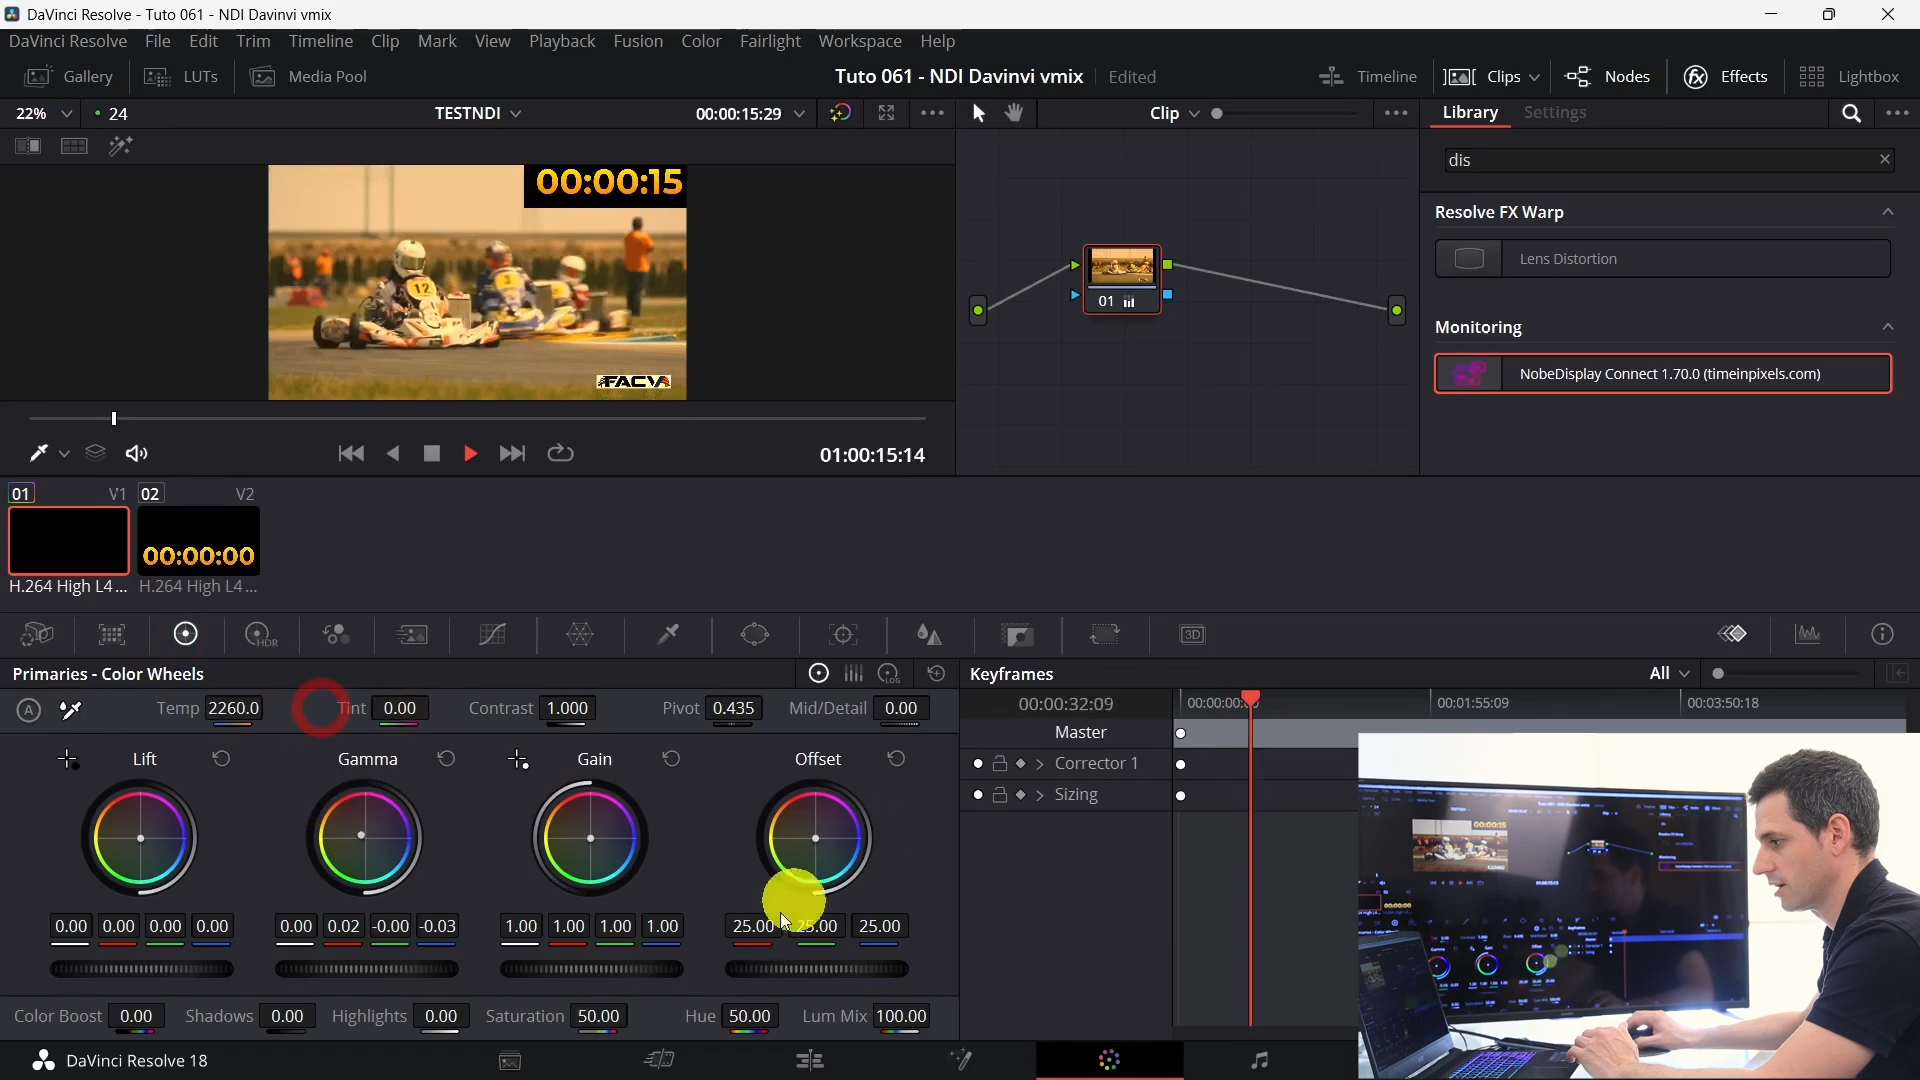 DaVinci Resolve - Tuto 061 - NDI Davinvi vmix
DaVinci Resolve File Edit Trim Timeline Clip Mark View Playback Fusion Color Fairlight Workspace Help
Gallery LUTs Media Pool Tuto 061 - NDI Davinvi vmix Edited Timeline Clips Nodes Effects Lightbox
22% 24 TESTNDI 00:00:15:29 Clip Library Settings
dis
00:00:15
Resolve FX Warp
Lens Distortion
12
3
01
Monitoring
NobeDisplay Connect 1.70.0 (timeinpixels.com)
FACVA
01:00:15:14
01 V1 02 V2
00:00:00
H.264 High L4... H.264 High L4...
HDR
3D
Primaries - Color Wheels
LOG
Keyframes
All
A Temp 2260.0 Tint 0.00 Contrast 1.000 Pivot 0.435 Mid/Detail 0.00
00:00:32:09 00:01:55:09 00:03:50:18
Master
Lift Gamma Gain Offset
Corrector 1
Sizing
0.00 0.00 0.00 0.00 0.00 0.02 -0.00 -0.03 1.00 1.00 1.00 1.00 25.00 25.00 25.00
Color Boost 0.00 Shadows 0.00 Highlights 0.00 Saturation 50.00 Hue 50.00 Lum Mix 100.00
DaVinci Resolve 18